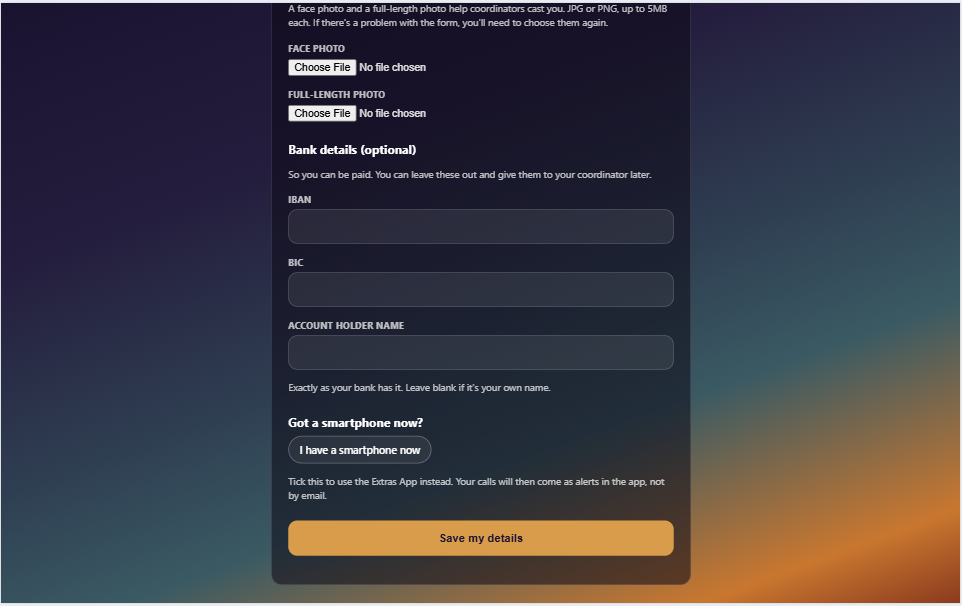 A face photo and a full-length photo help coordinators cast you. JPG or PNG, up to 5MB
each. If there's a problem with the form, you'll need to choose them again.
FACE PHOTO
Choose File No file chosen
FULL-LENGTH PHOTO
Choose File No file chosen
Bank details (optional)
So you can be paid. You can leave these out and give them to your coordinator later.
IBAN
BIC
ACCOUNT HOLDER NAME
Exactly as your bank has it. Leave blank if it's your own name.
Got a smartphone now?
I have a smartphone now
Tick this to use the Extras App instead. Your calls will then come as alerts in the app, not
by email.
Save my details